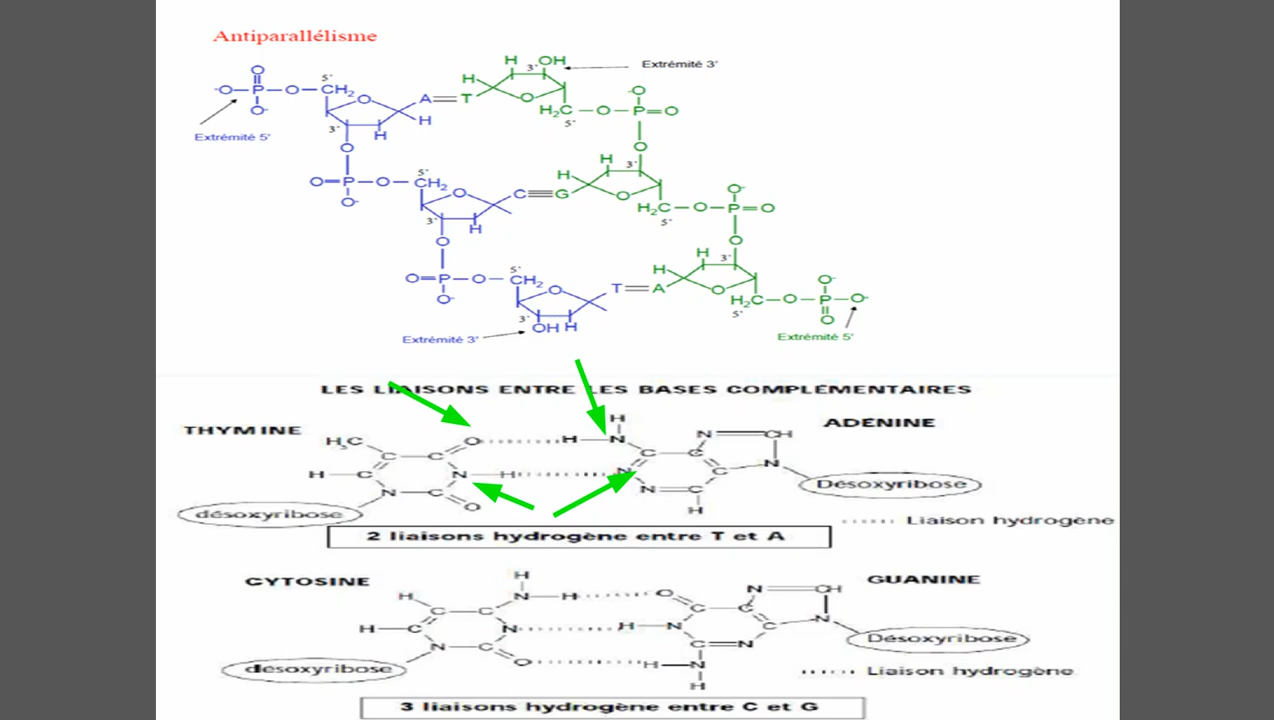 Antiparallélisme
Extrémité 3'
Extrémité 5'
A=T
C≡G
T=A
Extrémité 3'
Extrémité 5'
LES LIAISONS ENTRE LES BASES COMPLÉMENTAIRES
THYMINE
ADÉNINE
désoxyribose
Désoxyribose
Liaison hydrogène
2 liaisons hydrogène entre T et A
CYTOSINE
GUANINE
désoxyribose
Désoxyribose
Liaison hydrogène
3 liaisons hydrogène entre C et G